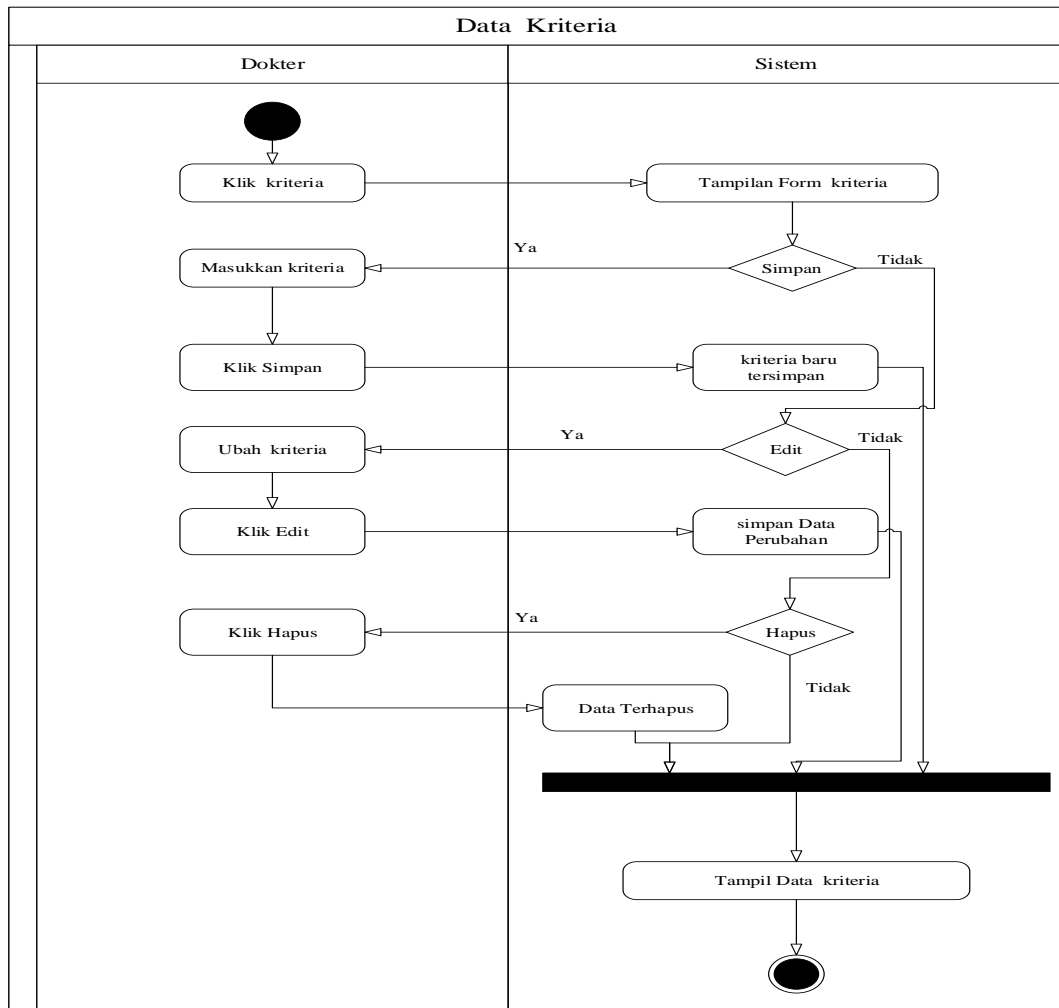 Data Kriteria
Dokter
Sistem
Klik kriteria
Tampilan Form kriteria
Ya
Tidak
Masukkan kriteria
Simpan
Klik Simpan
kriteria baru
tersimpan
Ya
Tidak
Ubah kriteria
Edit
Klik Edit
simpan Data
Perubahan
Ya
Klik Hapus
Hapus
Tidak
Data Terhapus
Tampil Data kriteria